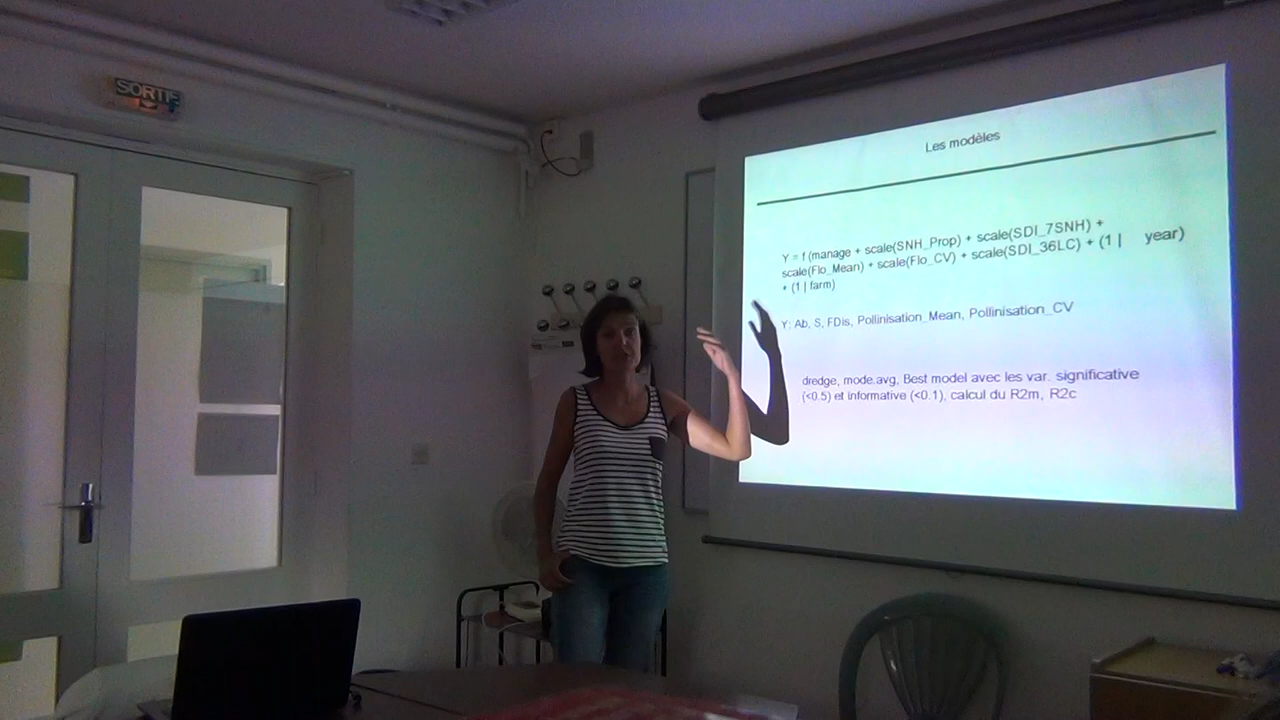 SORTIE
Les modèles
Y = f (manage + scale(SNH_Prop) + scale(SDI_7SNH) +
scale(Flo_Mean) + scale(Flo_CV) + scale(SDI_36LC) + (1 | year)
+ (1 | farm)
Y: Ab, S, FDis, Pollinisation_Mean, Pollinisation_CV
dredge, mode.avg, Best model avec les var. significative
(<0.5) et informative (<0.1), calcul du R2m, R2c